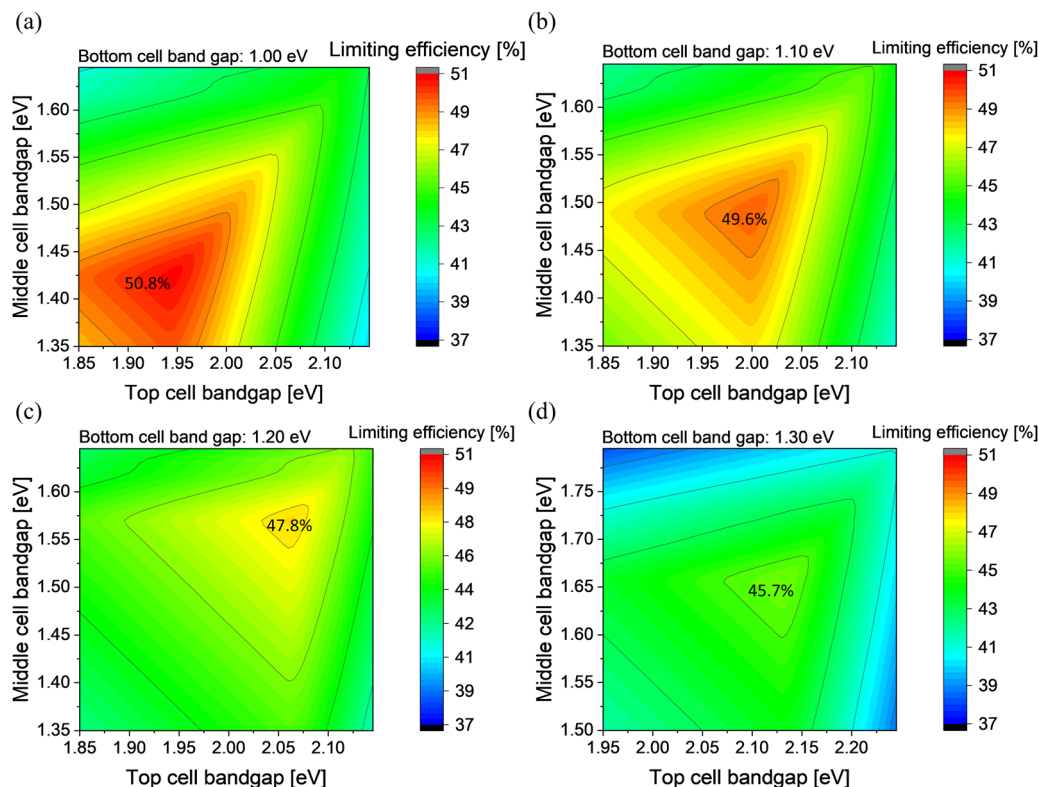 (a)
Bottom cell band gap: 1.00 eV
Limiting efficiency [%]
Middle cell bandgap [eV]
1.60
1.55
1.50
1.45
1.40
1.35
50.8%
1.85 1.90 1.95 2.00 2.05 2.10
Top cell bandgap [eV]
51
49
47
45
43
41
39
37
(b)
Bottom cell band gap: 1.10 eV
Limiting efficiency [%]
Middle cell bandgap [eV]
1.60
1.55
1.50
1.45
1.40
1.35
49.6%
1.85 1.90 1.95 2.00 2.05 2.10
Top cell bandgap [eV]
51
49
47
45
43
41
39
37
(c)
Bottom cell band gap: 1.20 eV
Limiting efficiency [%]
Middle cell bandgap [eV]
1.60
1.55
1.50
1.45
1.40
1.35
47.8%
1.85 1.90 1.95 2.00 2.05 2.10
Top cell bandgap [eV]
51
49
48
46
44
42
41
39
37
(d)
Bottom cell band gap: 1.30 eV
Limiting efficiency [%]
Middle cell bandgap [eV]
1.75
1.70
1.65
1.60
1.55
1.50
45.7%
1.95 2.00 2.05 2.10 2.15 2.20
Top cell bandgap [eV]
51
49
47
45
43
41
39
37